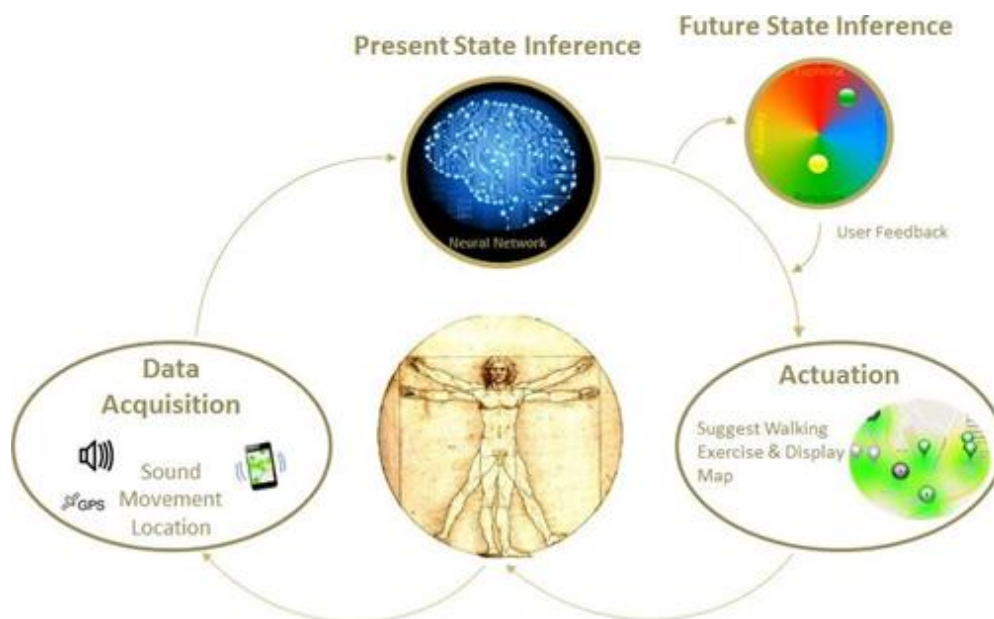 Present State Inference
Future State Inference
Neural Network
User Feedback
Data
Acquisition
Sound
Movement
Location
GPS
Actuation
Suggest Walking
Exercise & Display
Map